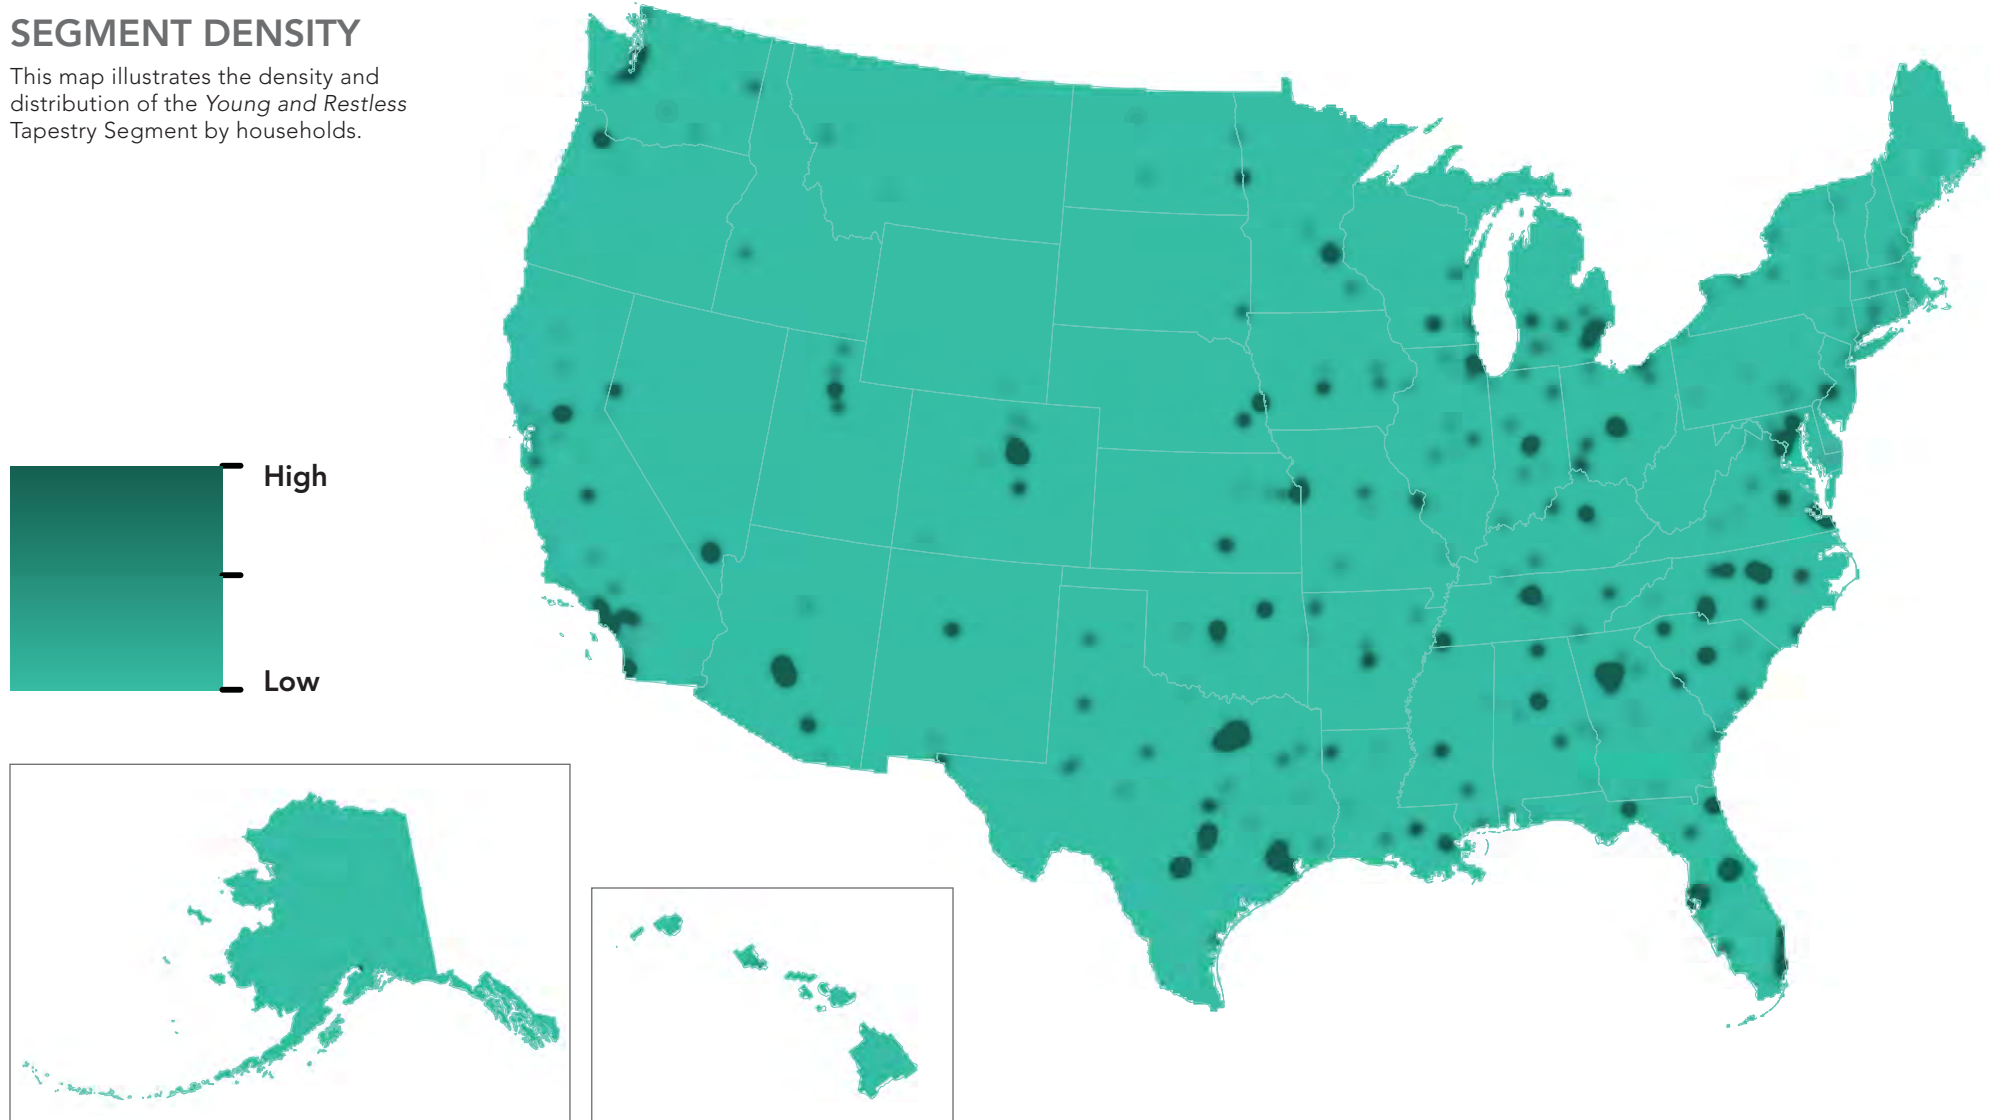 SEGMENT DENSITY
This map illustrates the density and
distribution of the Young and Restless
Tapestry Segment by households.
High
Low